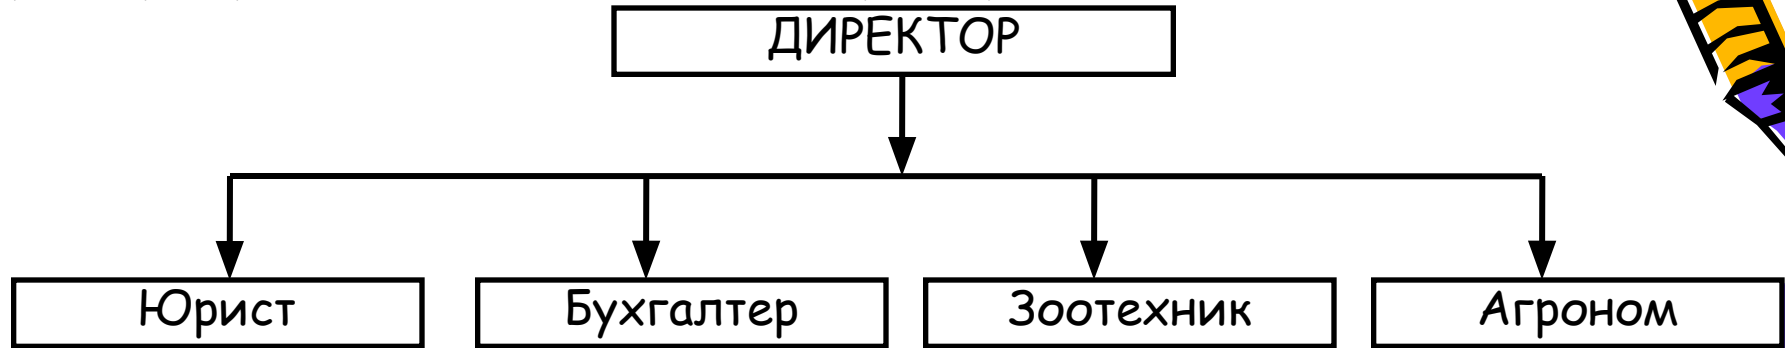 ДИРЕКТОР
Юрист
Бухгалтер
Зоотехник
Агроном